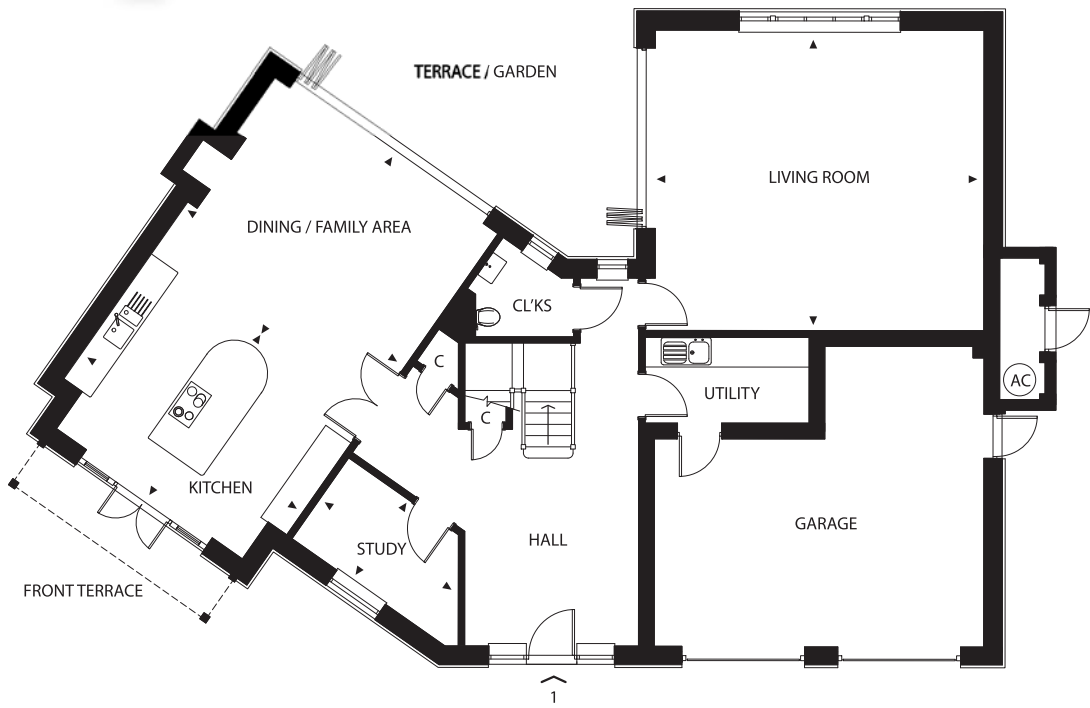 TERRACE / GARDEN
LIVING ROOM
DINING / FAMILY AREA
CL'KS
C
C
UTILITY
AC
KITCHEN
STUDY
HALL
GARAGE
FRONT TERRACE
1